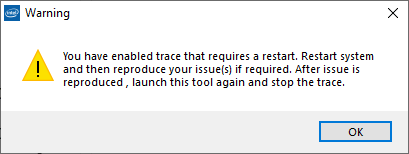 intel
Warning
You have enabled trace that requires a restart. Restart system
and then reproduce your issue(s) if required. After issue is
reproduced , launch this tool again and stop the trace.
OK